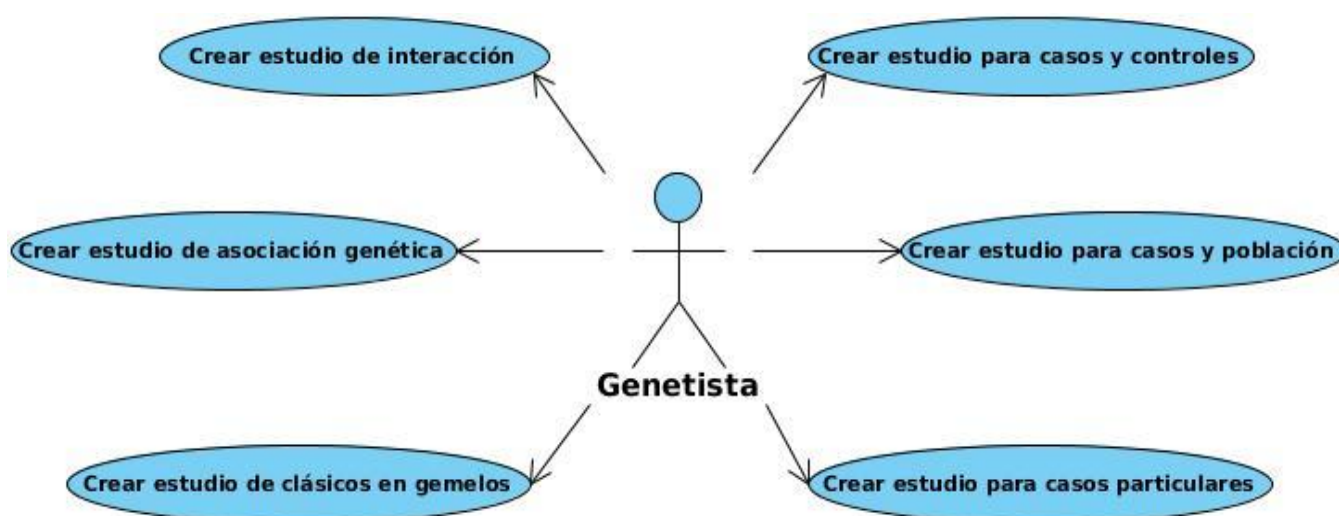 Crear estudio de interacción
Crear estudio para casos y controles
Crear estudio de asociación genética
Crear estudio para casos y población
Genetista
Crear estudio de clásicos en gemelos
Crear estudio para casos particulares